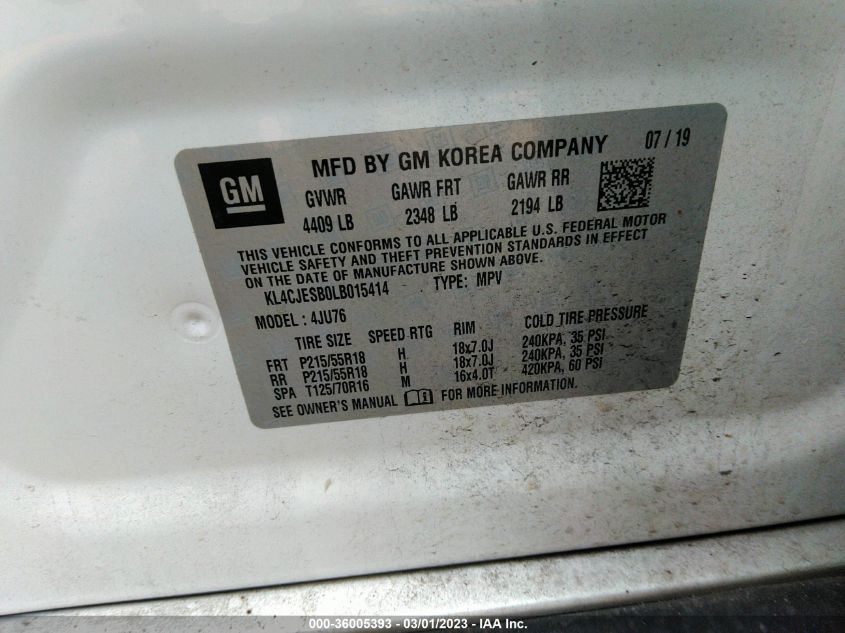 GM
MFD BY GM KOREA COMPANY 07 / 19
GVWR GAWR FRT GAWR RR
4409 LB 2348 LB 2194 LB
THIS VEHICLE CONFORMS TO ALL APPLICABLE U.S. FEDERAL MOTOR
VEHICLE SAFETY AND THEFT PREVENTION STANDARDS IN EFFECT
ON THE DATE OF MANUFACTURE SHOWN ABOVE.
KL4CJESB0LB015414 TYPE: MPV
MODEL : 4JU76
TIRE SIZE SPEED RTG RIM COLD TIRE PRESSURE
FRT P215/55R18 H 18x7.0J 240KPA, 35 PSI
RR P215/55R18 H 18x7.0J 240KPA, 35 PSI
SPA T125/70R16 M 16x4.0T 420KPA, 60 PSI
SEE OWNER'S MANUAL i FOR MORE INFORMATION.
000-36005393 - 03/01/2023 - IAA Inc.